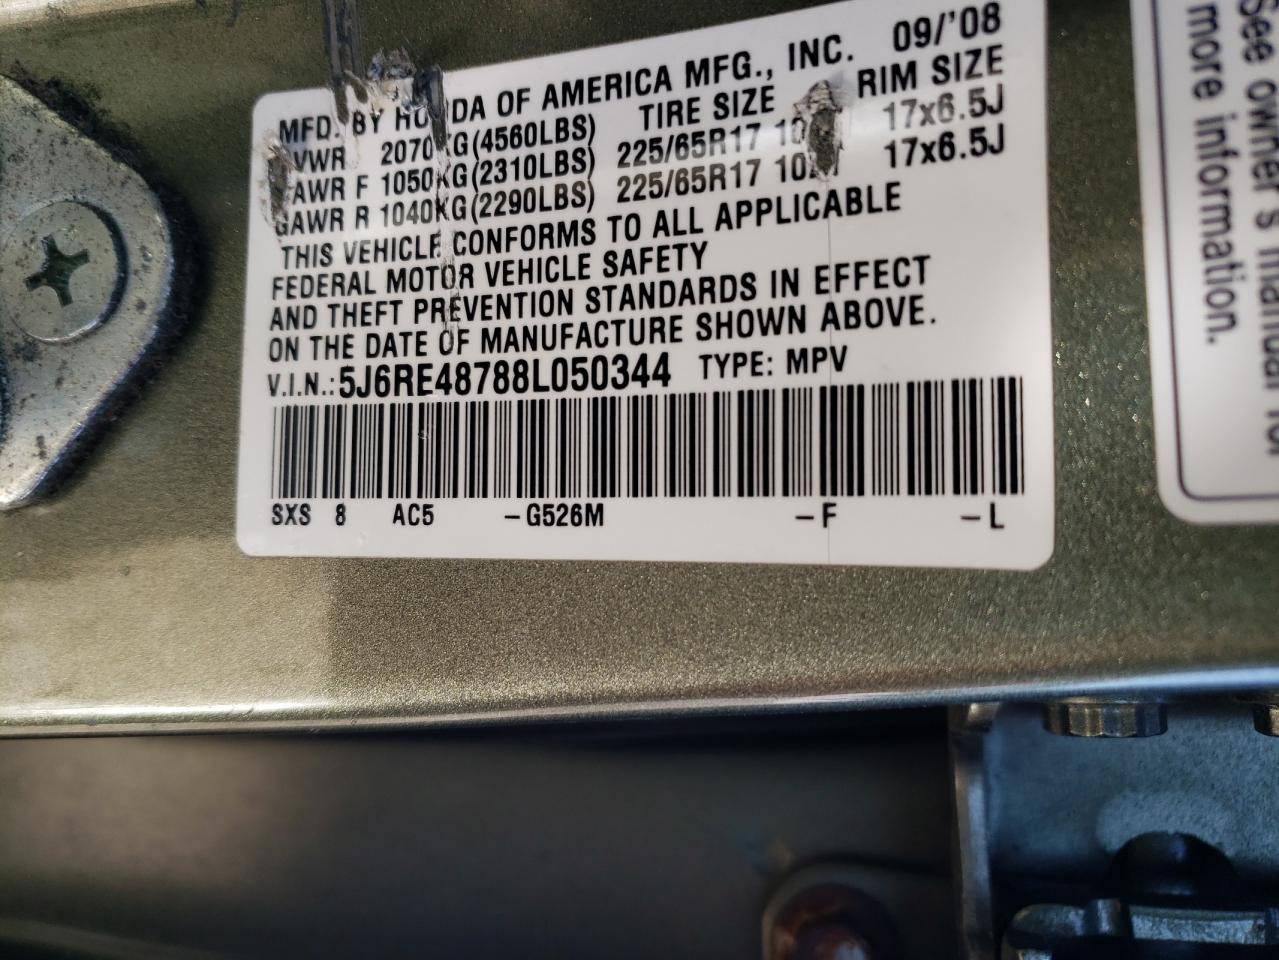 MFD. BY HONDA OF AMERICA MFG., INC. 09/'08
TIRE SIZE RIM SIZE
2070KG(4560LBS)
GAWR F 1050KG(2310LBS) 225/65R17 17x6.5J
GAWR R 1040KG(2290LBS) 225/65R17 17x6.5J
THIS VEHICLE CONFORMS TO ALL APPLICABLE
FEDERAL MOTOR VEHICLE SAFETY
AND THEFT PREVENTION STANDARDS IN EFFECT
ON THE DATE OF MANUFACTURE SHOWN ABOVE.
V.I.N.: 5J6RE48788L050344 TYPE: MPV
SXS 8 AC5 -G526M -F -L
See owner's manual for
more information.